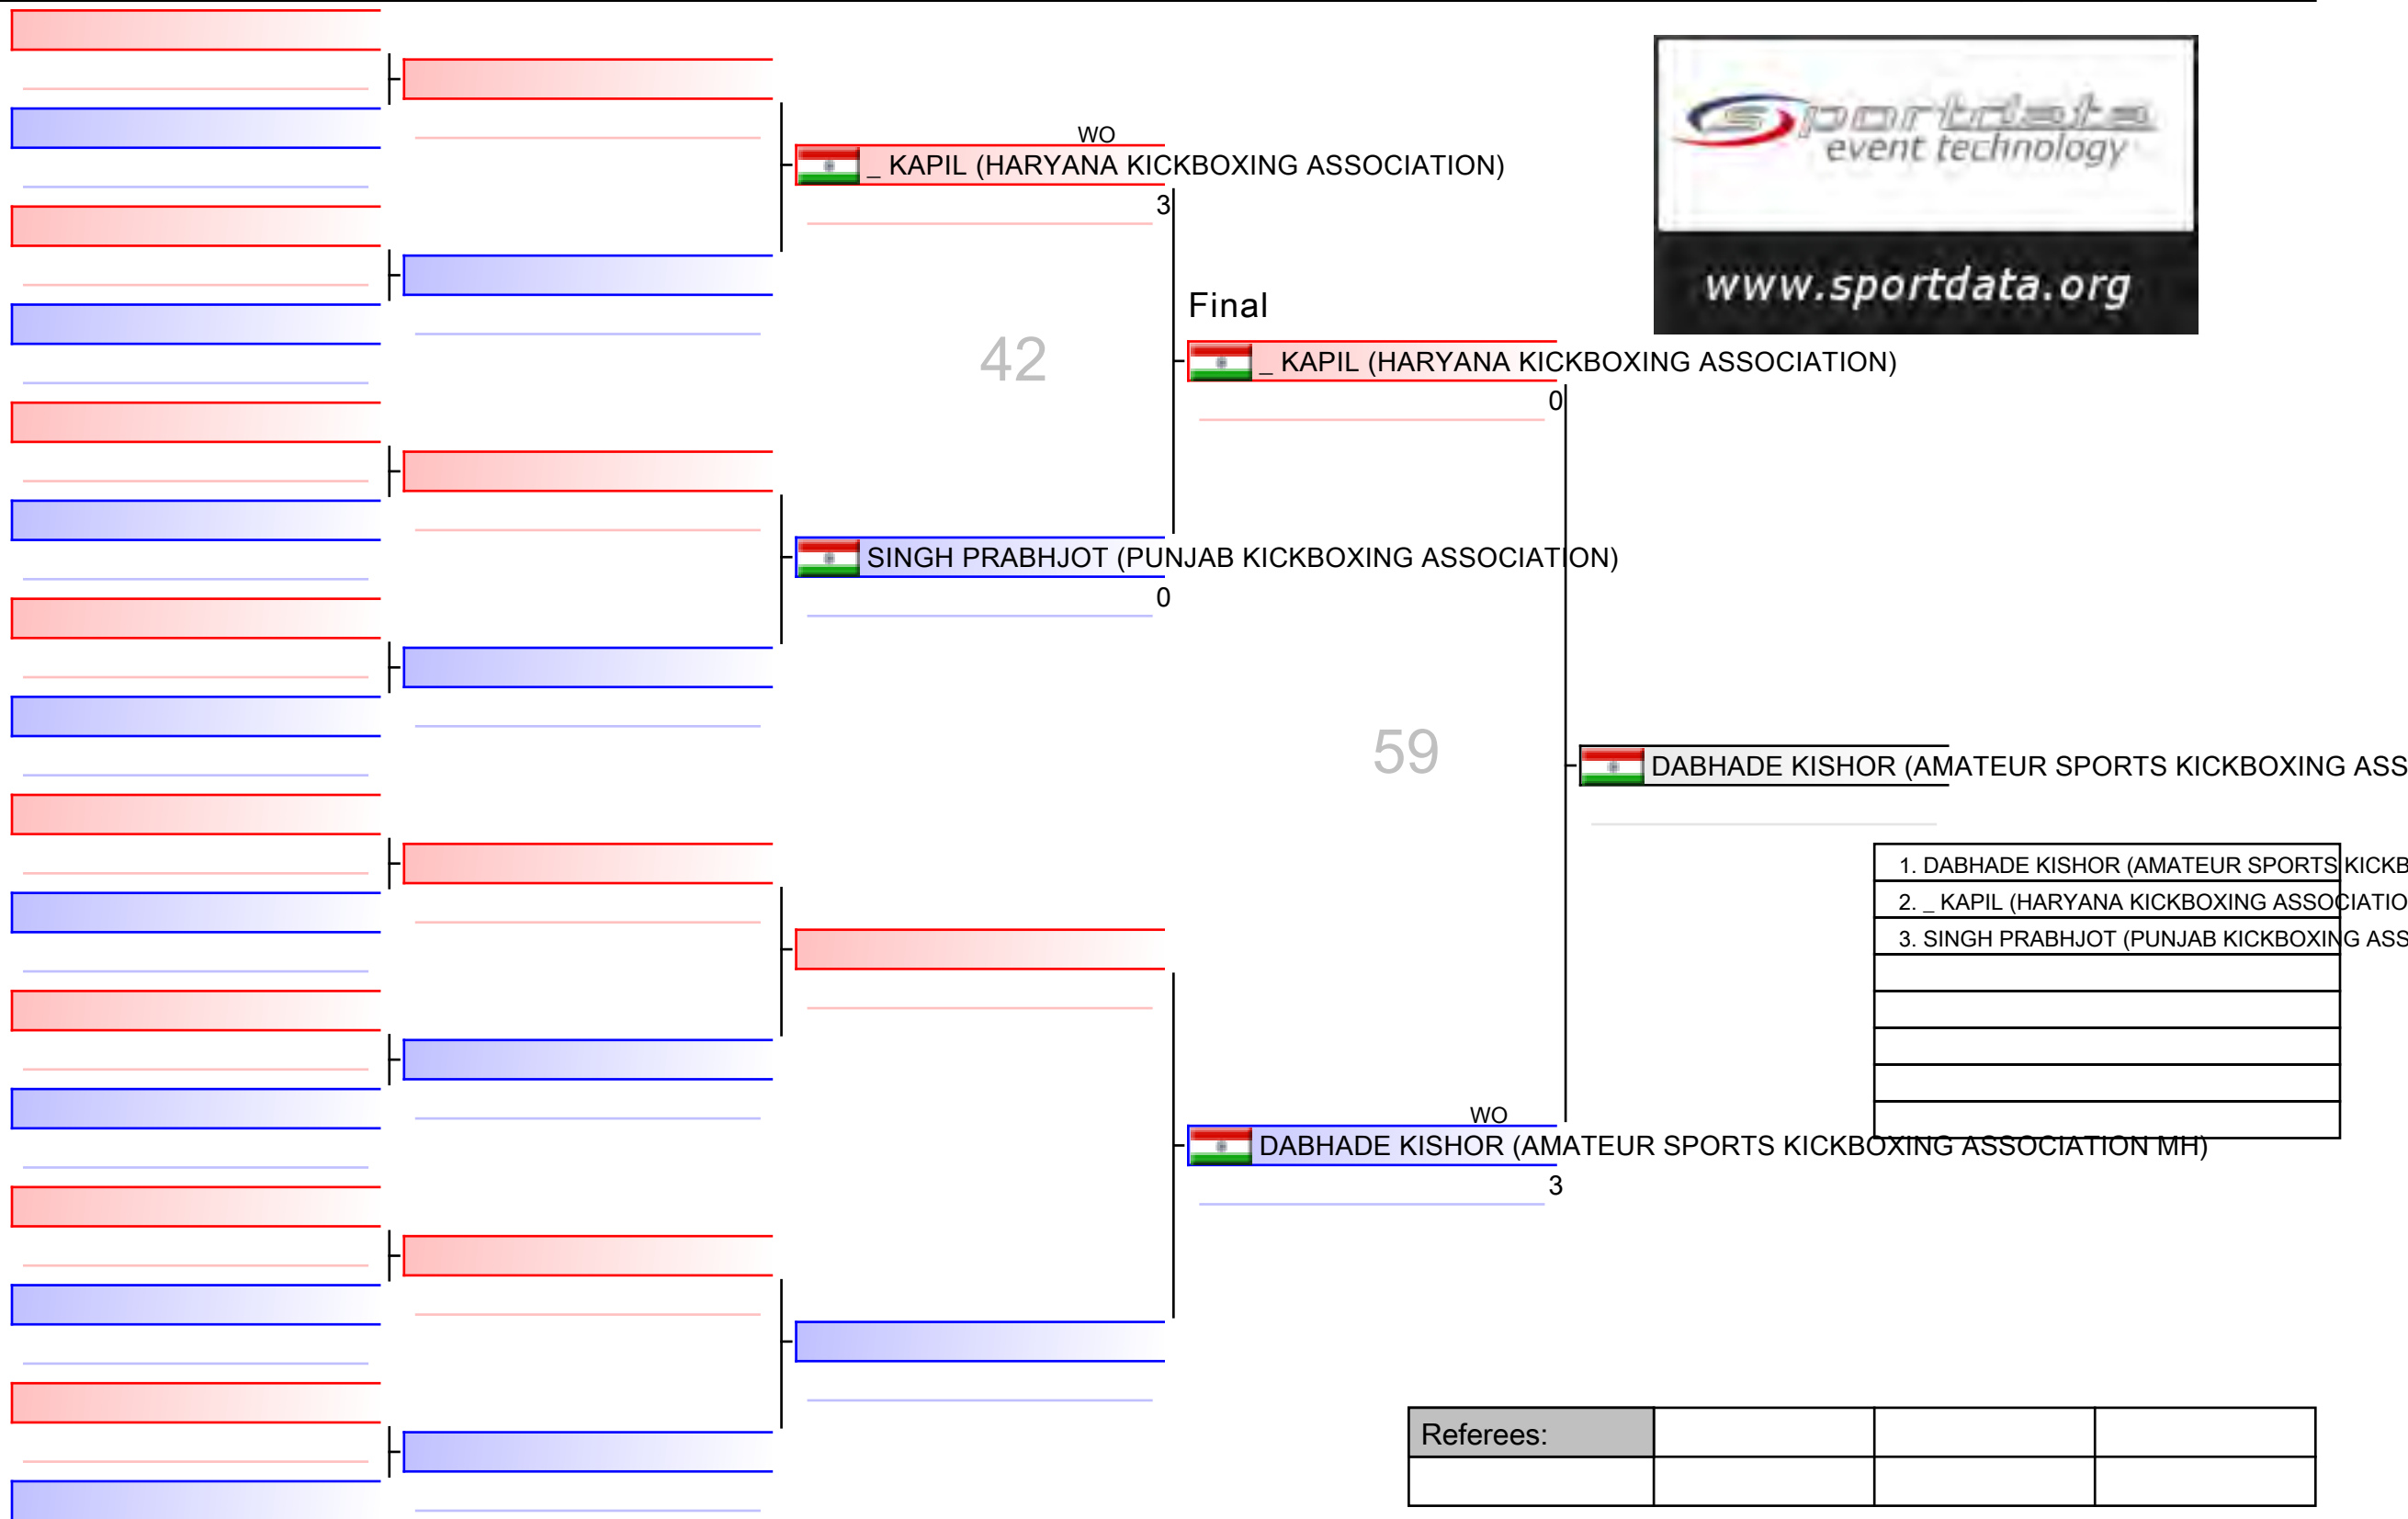 WO
_ KAPIL (HARYANA KICKBOXING ASSOCIATION)
3
sportdata
event technology
www.sportdata.org
Final
42
_ KAPIL (HARYANA KICKBOXING ASSOCIATION)
0
SINGH PRABHJOT (PUNJAB KICKBOXING ASSOCIATION)
0
59
DABHADE KISHOR (AMATEUR SPORTS KICKBOXING ASS
1. DABHADE KISHOR (AMATEUR SPORTS KICKB
2. _ KAPIL (HARYANA KICKBOXING ASSOCIATIO
3. SINGH PRABHJOT (PUNJAB KICKBOXING ASS
WO
DABHADE KISHOR (AMATEUR SPORTS KICKBOXING ASSOCIATION MH)
3
Referees: